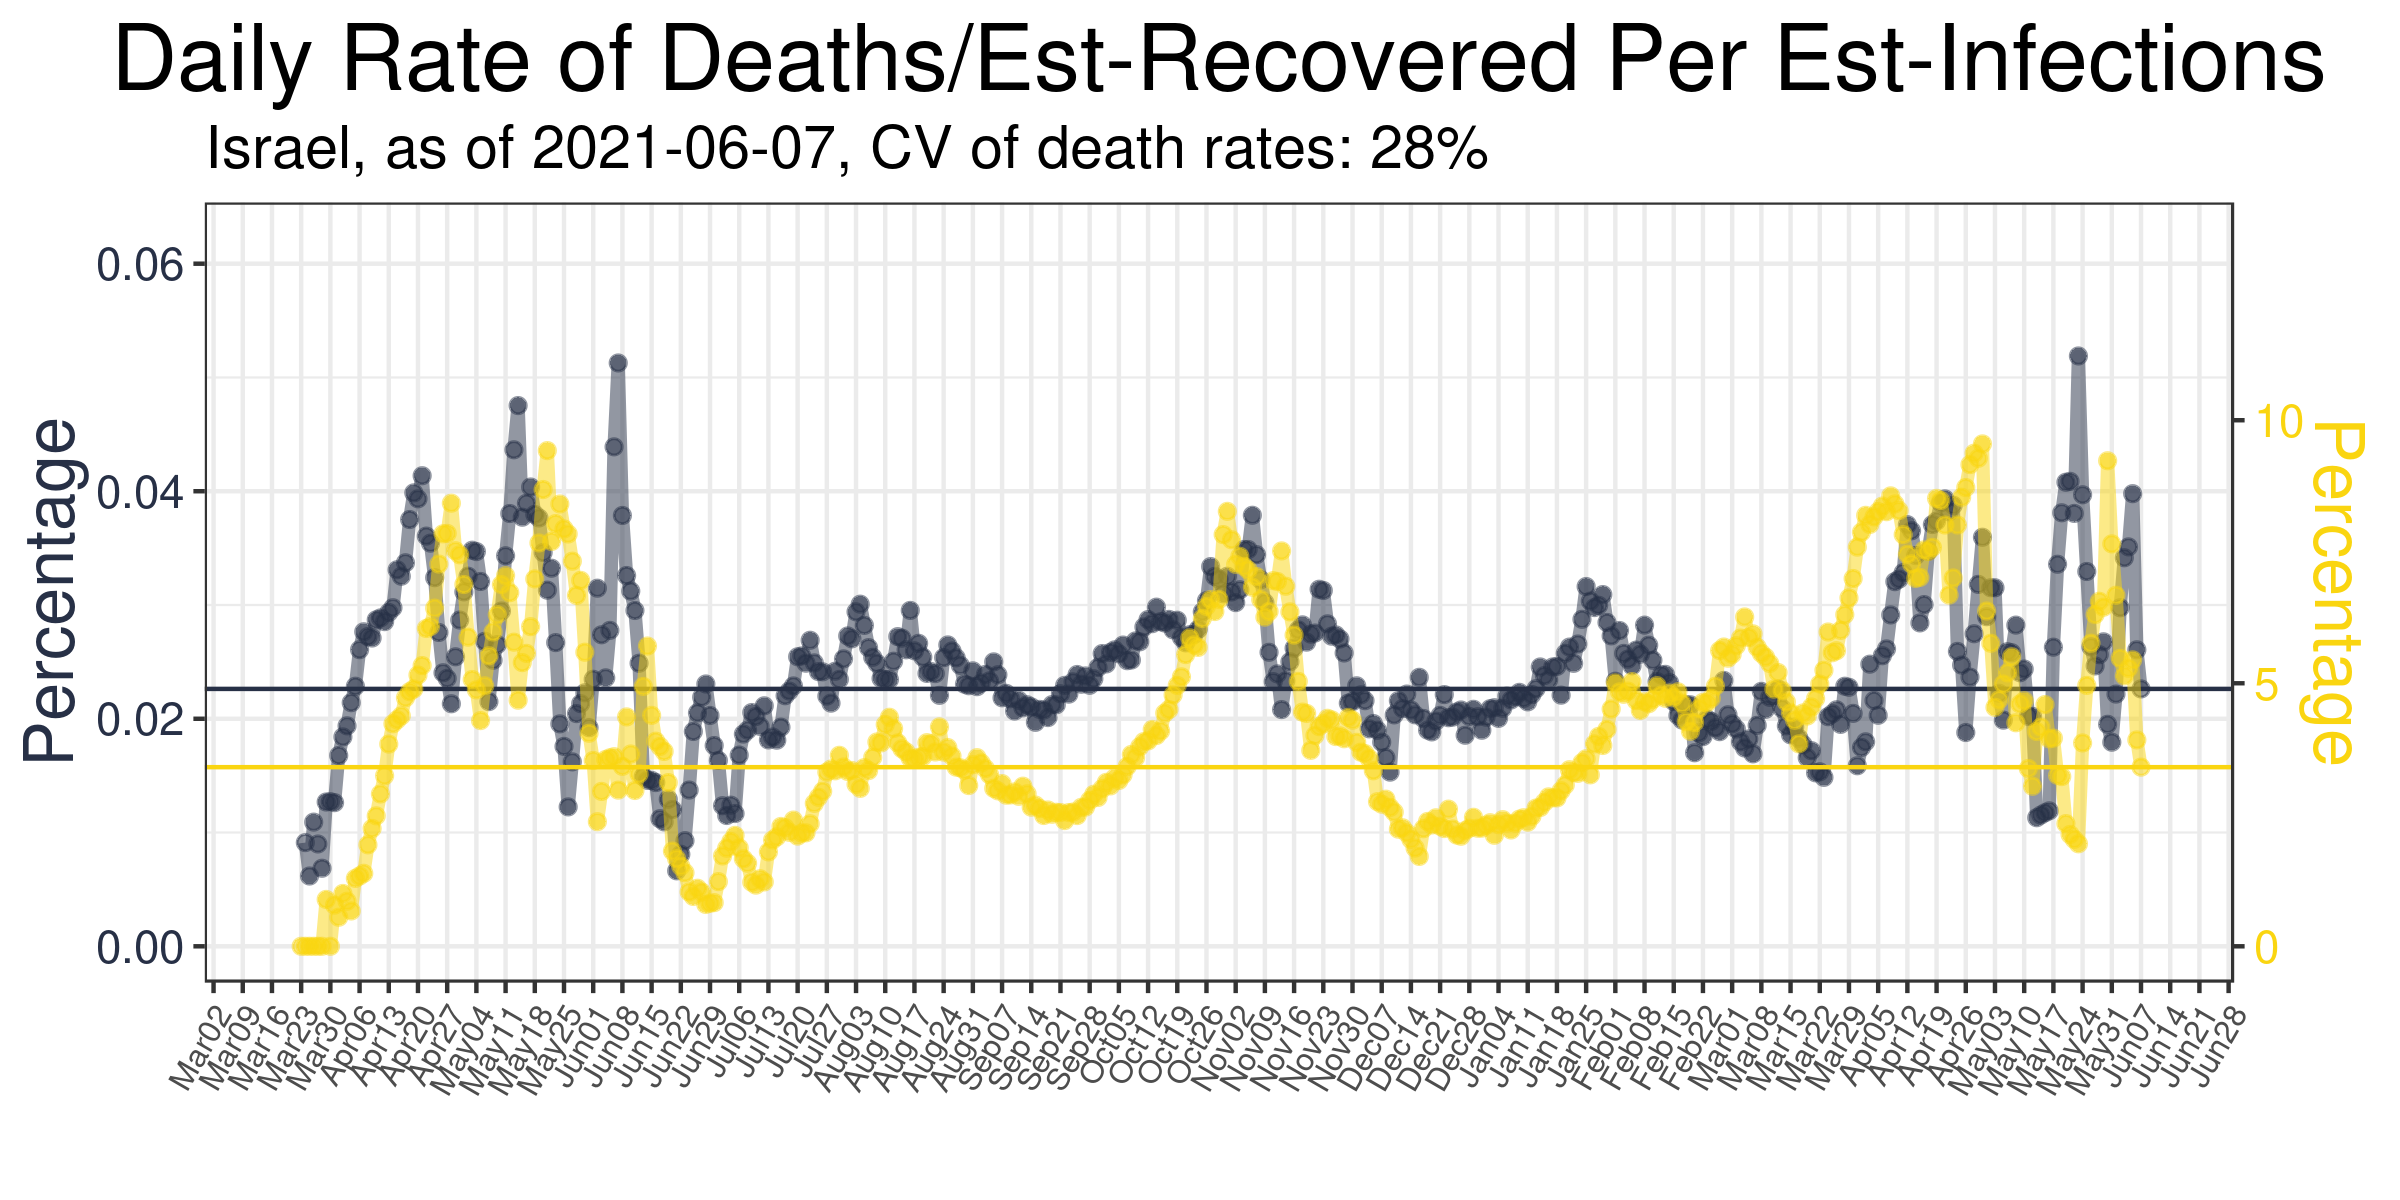 Daily Rate of Deaths/Est-Recovered Per Est-Infections
Israel, as of 2021-06-07, CV of death rates: 28%
Percentage
0.06
0.04
0.02
0.00
Percentage
10
5
0
Mar02
Mar09
Mar16
Mar23
Mar30
Apr06
Apr13
Apr20
Apr27
May04
May11
May18
May25
Jun01
Jun08
Jun15
Jun22
Jun29
Jul06
Jul13
Jul20
Jul27
Aug03
Aug10
Aug17
Aug24
Aug31
Sep07
Sep14
Sep21
Sep28
Oct05
Oct12
Oct19
Oct26
Nov02
Nov09
Nov16
Nov23
Nov30
Dec07
Dec14
Dec21
Dec28
Jan04
Jan11
Jan18
Jan25
Feb01
Feb08
Feb15
Feb22
Mar01
Mar08
Mar15
Mar22
Mar29
Apr05
Apr12
Apr19
Apr26
May03
May10
May17
May24
May31
Jun07
Jun14
Jun21
Jun28